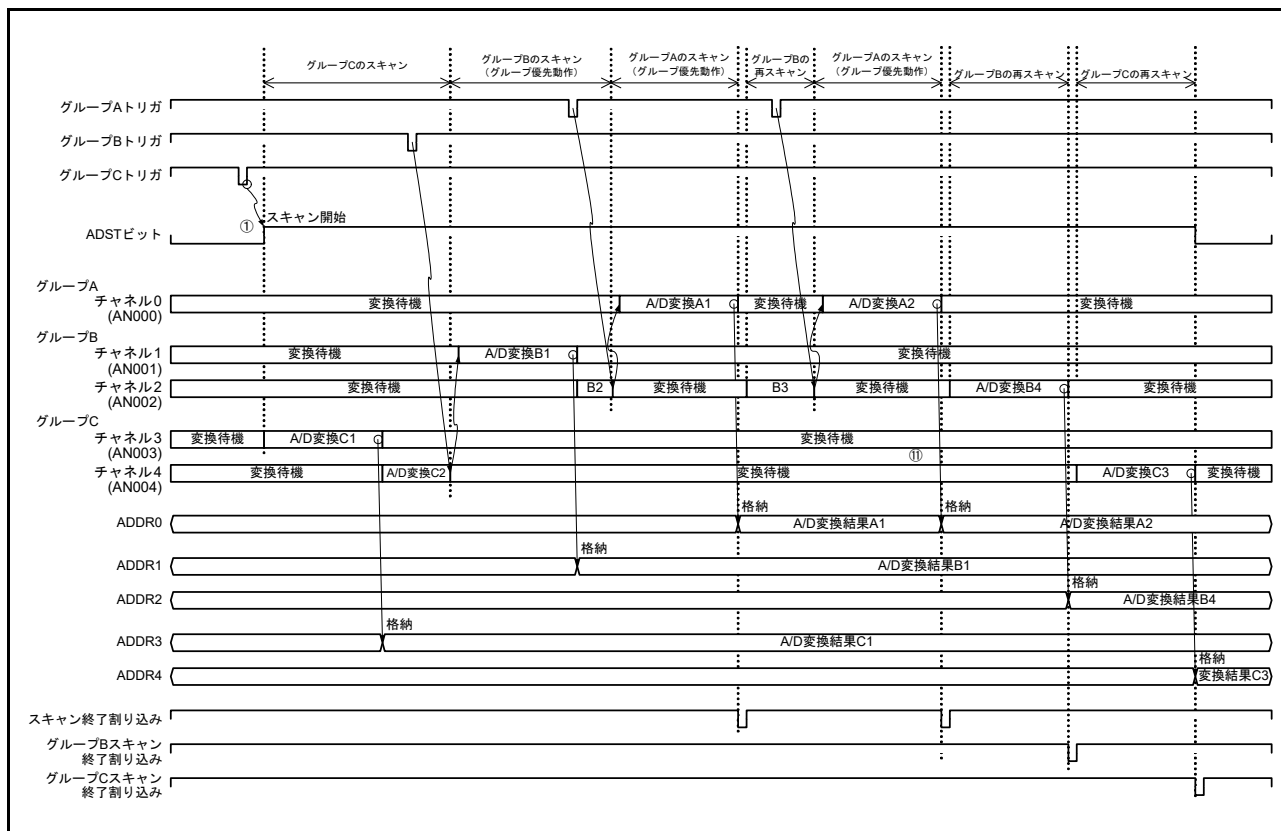 グループCのスキャン
グループBのスキャン
(グループ優先動作)
グループAのスキャン
(グループ優先動作)
グループBの
再スキャン
グループAのスキャン
(グループ優先動作)
グループBの再スキャン
グループCの再スキャン
グループAトリガ
グループBトリガ
グループCトリガ
① スキャン開始
ADSTビット
グループA
チャネル0
(AN000)
変換待機 A/D変換A1 変換待機 A/D変換A2 変換待機
グループB
チャネル1
(AN001)
変換待機 A/D変換B1 変換待機
チャネル2
(AN002)
変換待機 B2 変換待機 B3 変換待機 A/D変換B4 変換待機
グループC
チャネル3
(AN003)
変換待機 A/D変換C1 変換待機
⑪
チャネル4
(AN004)
変換待機 A/D変換C2 変換待機 A/D変換C3 変換待機
格納 格納
ADDR0 A/D変換結果A1 A/D変換結果A2
格納
ADDR1 A/D変換結果B1
格納
ADDR2 A/D変換結果B4
格納
ADDR3 A/D変換結果C1
格納
ADDR4 変換結果C3
スキャン終了割り込み
グループBスキャン
終了割り込み
グループCスキャン
終了割り込み